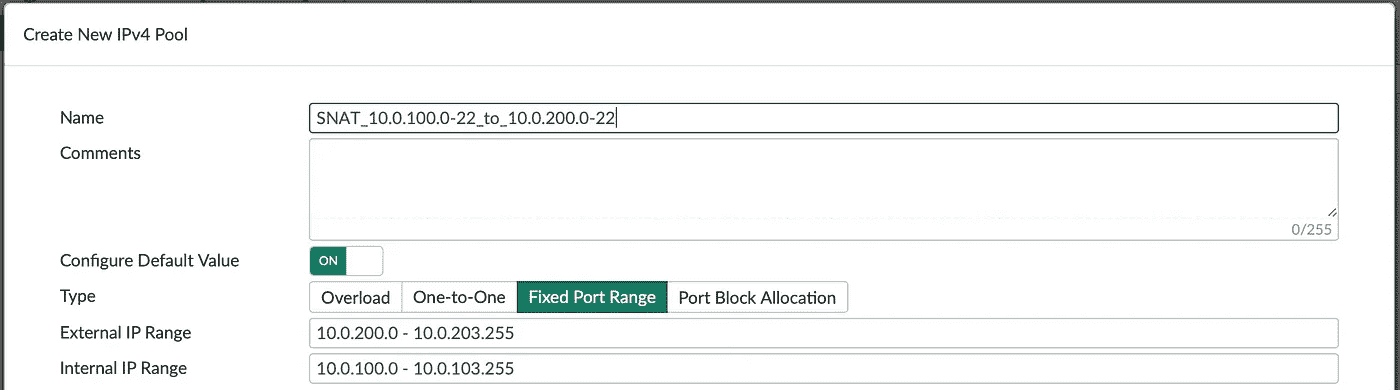 Create New IPv4 Pool
Name SNAT_10.0.100.0-22_to_10.0.200.0-22
Comments
0/255
Configure Default Value ON
Type Overload One-to-One Fixed Port Range Port Block Allocation
External IP Range 10.0.200.0 - 10.0.203.255
Internal IP Range 10.0.100.0 - 10.0.103.255